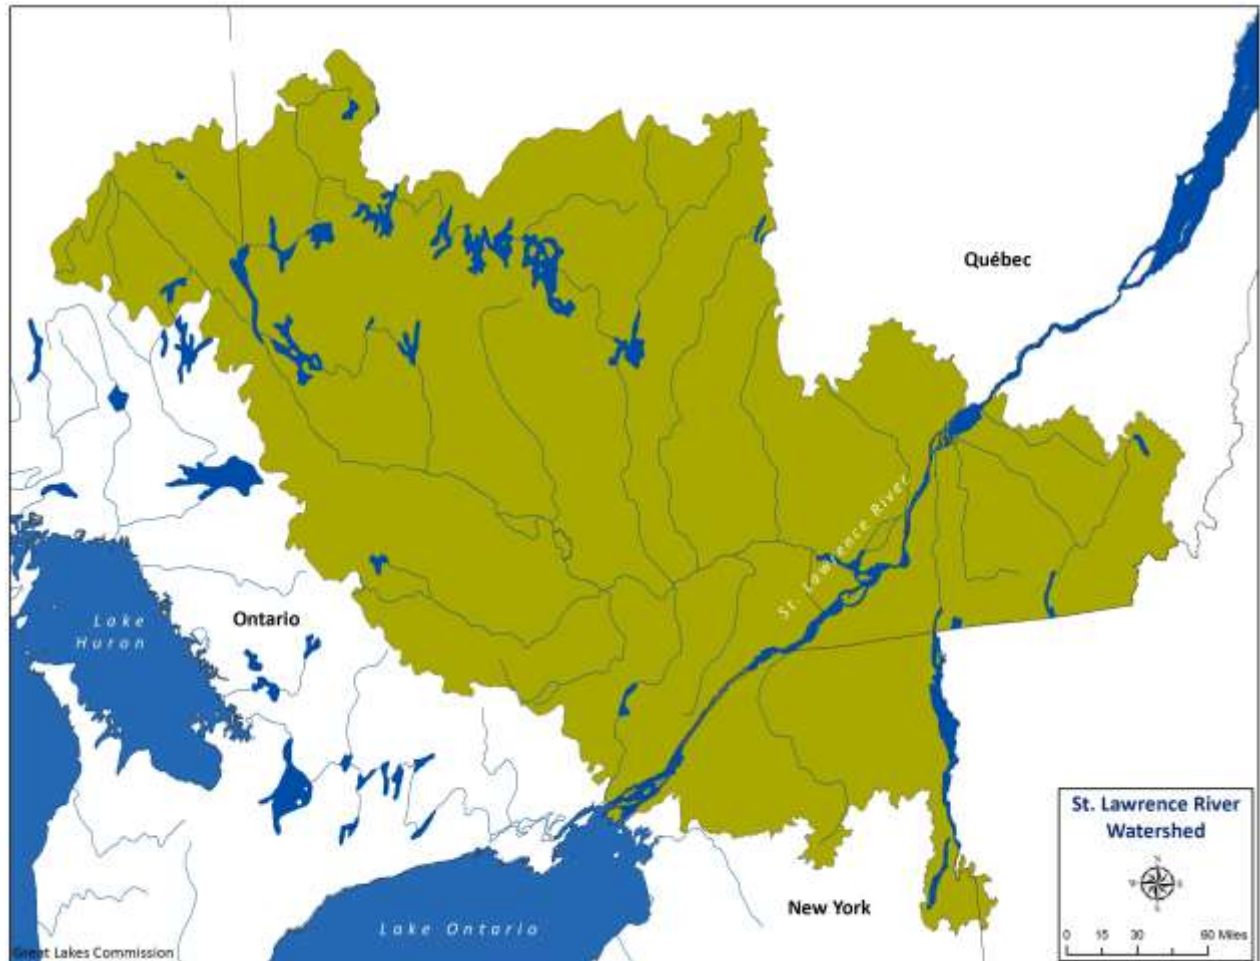 Québec
St. Lawrence River
Ontario
Lake
Huron
New York
Lake Ontario
Great Lakes Commission
St. Lawrence River
Watershed
N
W E
S
0 15 30 60 Miles